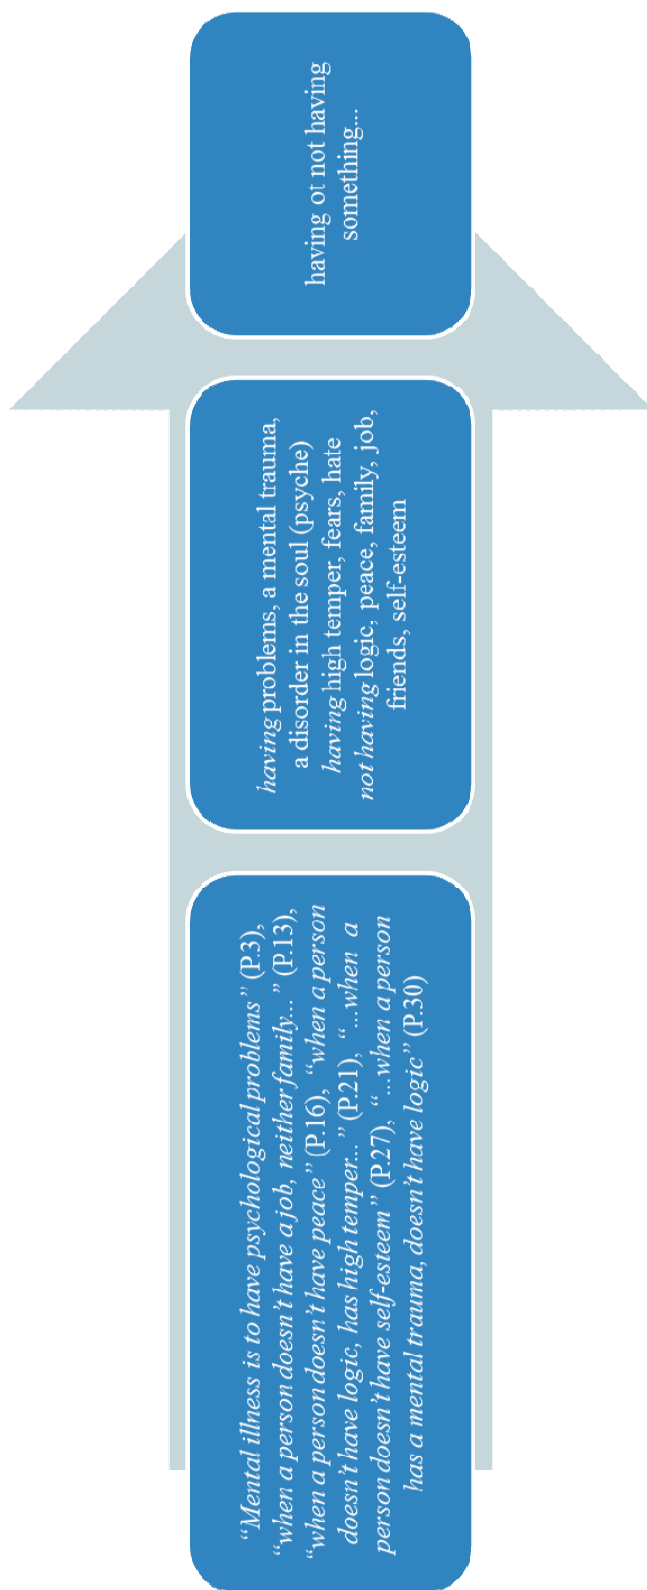 “Mental illness is to have psychological problems” (P.3),
“when a person doesn’t have a job, neither family...” (P.13),
“when a person doesn’t have peace” (P.16), “when a person
doesn’t have logic, has high temper...” (P.21), “...when a
person doesn’t have self-esteem” (P.27), “...when a person
has a mental trauma, doesn’t have logic” (P.30)
having problems, a mental trauma,
a disorder in the soul (psyche)
having high temper, fears, hate
not having logic, peace, family, job,
friends, self-esteem
having ot not having
something...